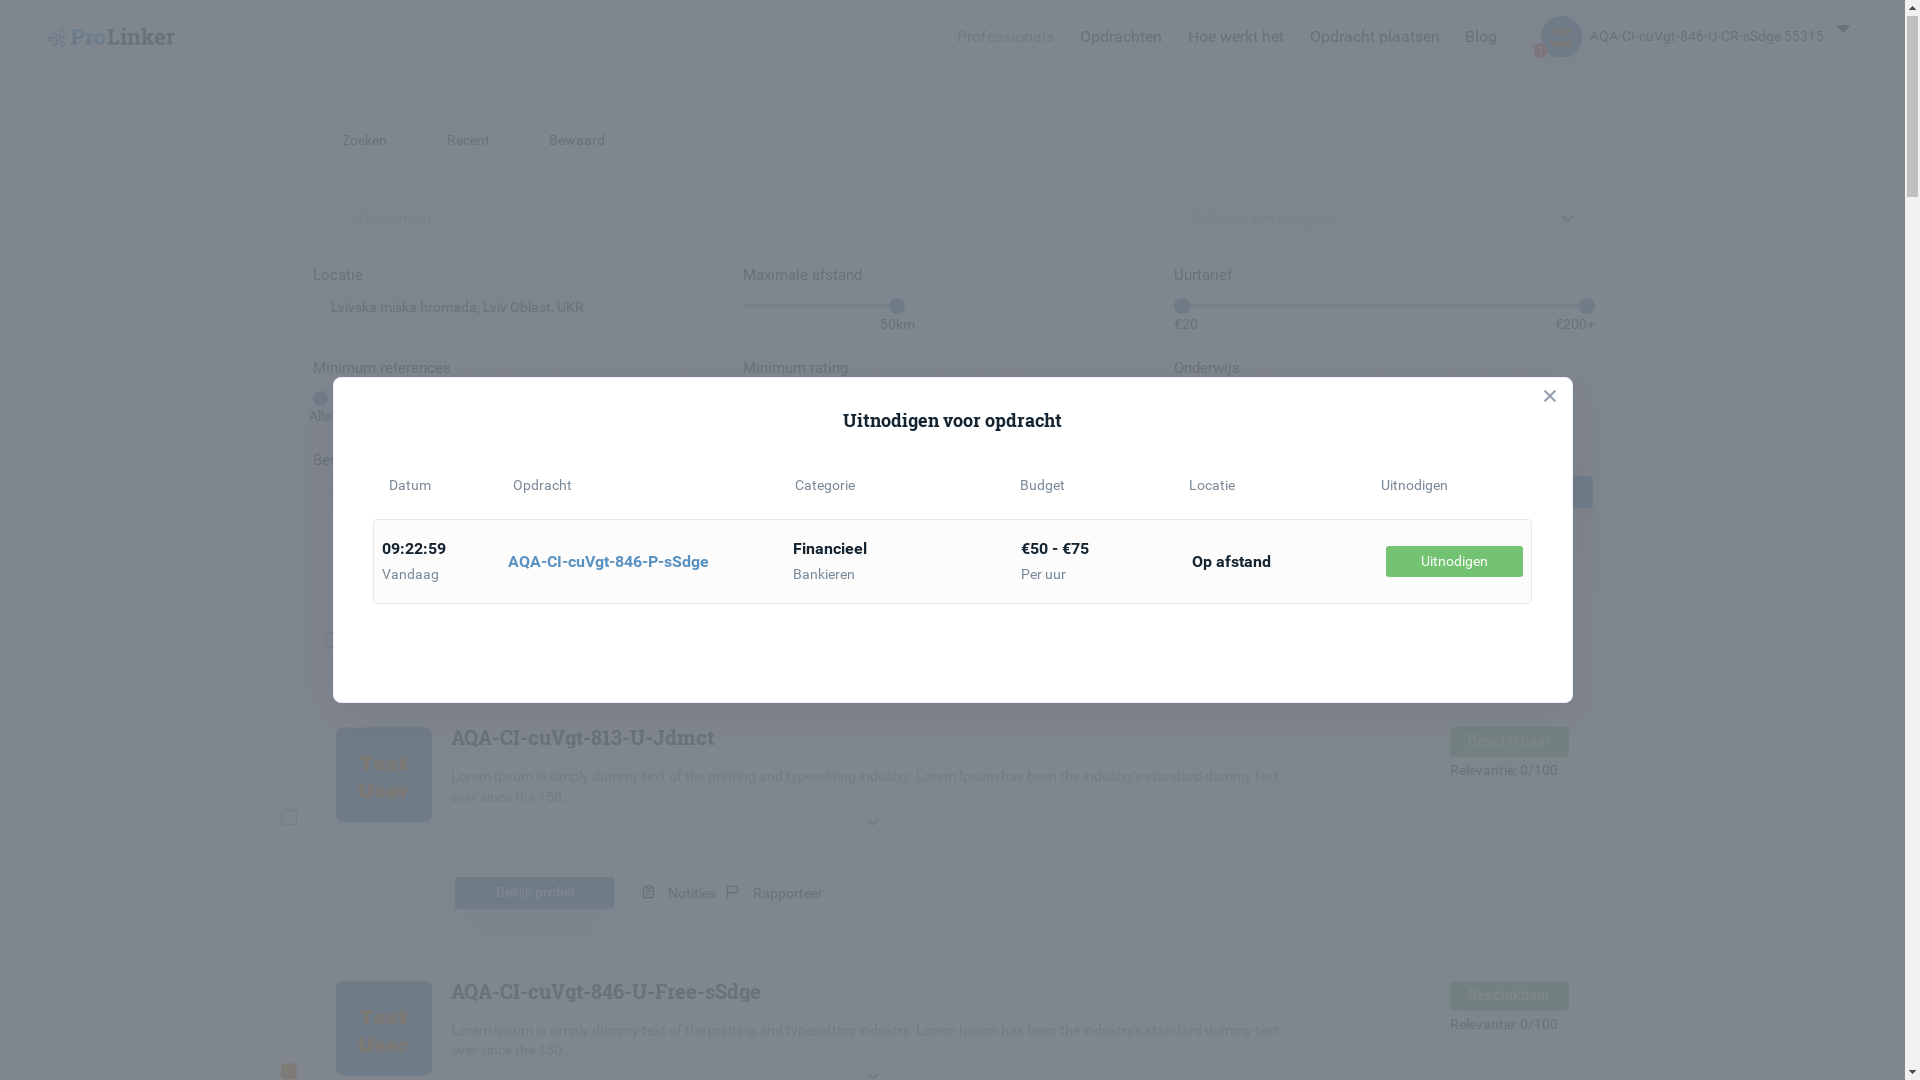 ProLinker
Professionals Opdrachten Hoe werkt het Opdracht plaatsen Blog
AQA-CI-cuVgt-846-U-CR-sSdge 55315
Zoeken Recent Bewaard
Zoektermen Selecteer een categorie
Locatie Maximale afstand Uurtarief
Lvivska miska hromada, Lviv Oblast, UKR
50km €20 €200+
Minimum references Minimum rating Onderwijs
Alle
Uitnodigen voor opdracht
Datum Opdracht Categorie Budget Locatie Uitnodigen
09:22:59 Financieel €50 - €75
AQA-CI-cuVgt-846-P-sSdge Op afstand Uitnodigen
Vandaag Bankieren Per uur
AQA-CI-cuVgt-813-U-Jdmct Beschikbaar
Relevantie: 0/100
Lorem Ipsum is simply dummy text of the printing and typesetting industry. Lorem Ipsum has been the industry's standard dummy text
ever since the 150...
Test
User
Bekijk profiel Notities Rapporteer
AQA-CI-cuVgt-846-U-Free-sSdge Beschikbaar
Relevantie: 0/100
Lorem Ipsum is simply dummy text of the printing and typesetting industry. Lorem Ipsum has been the industry's standard dummy text
ever since the 150...
Test
User